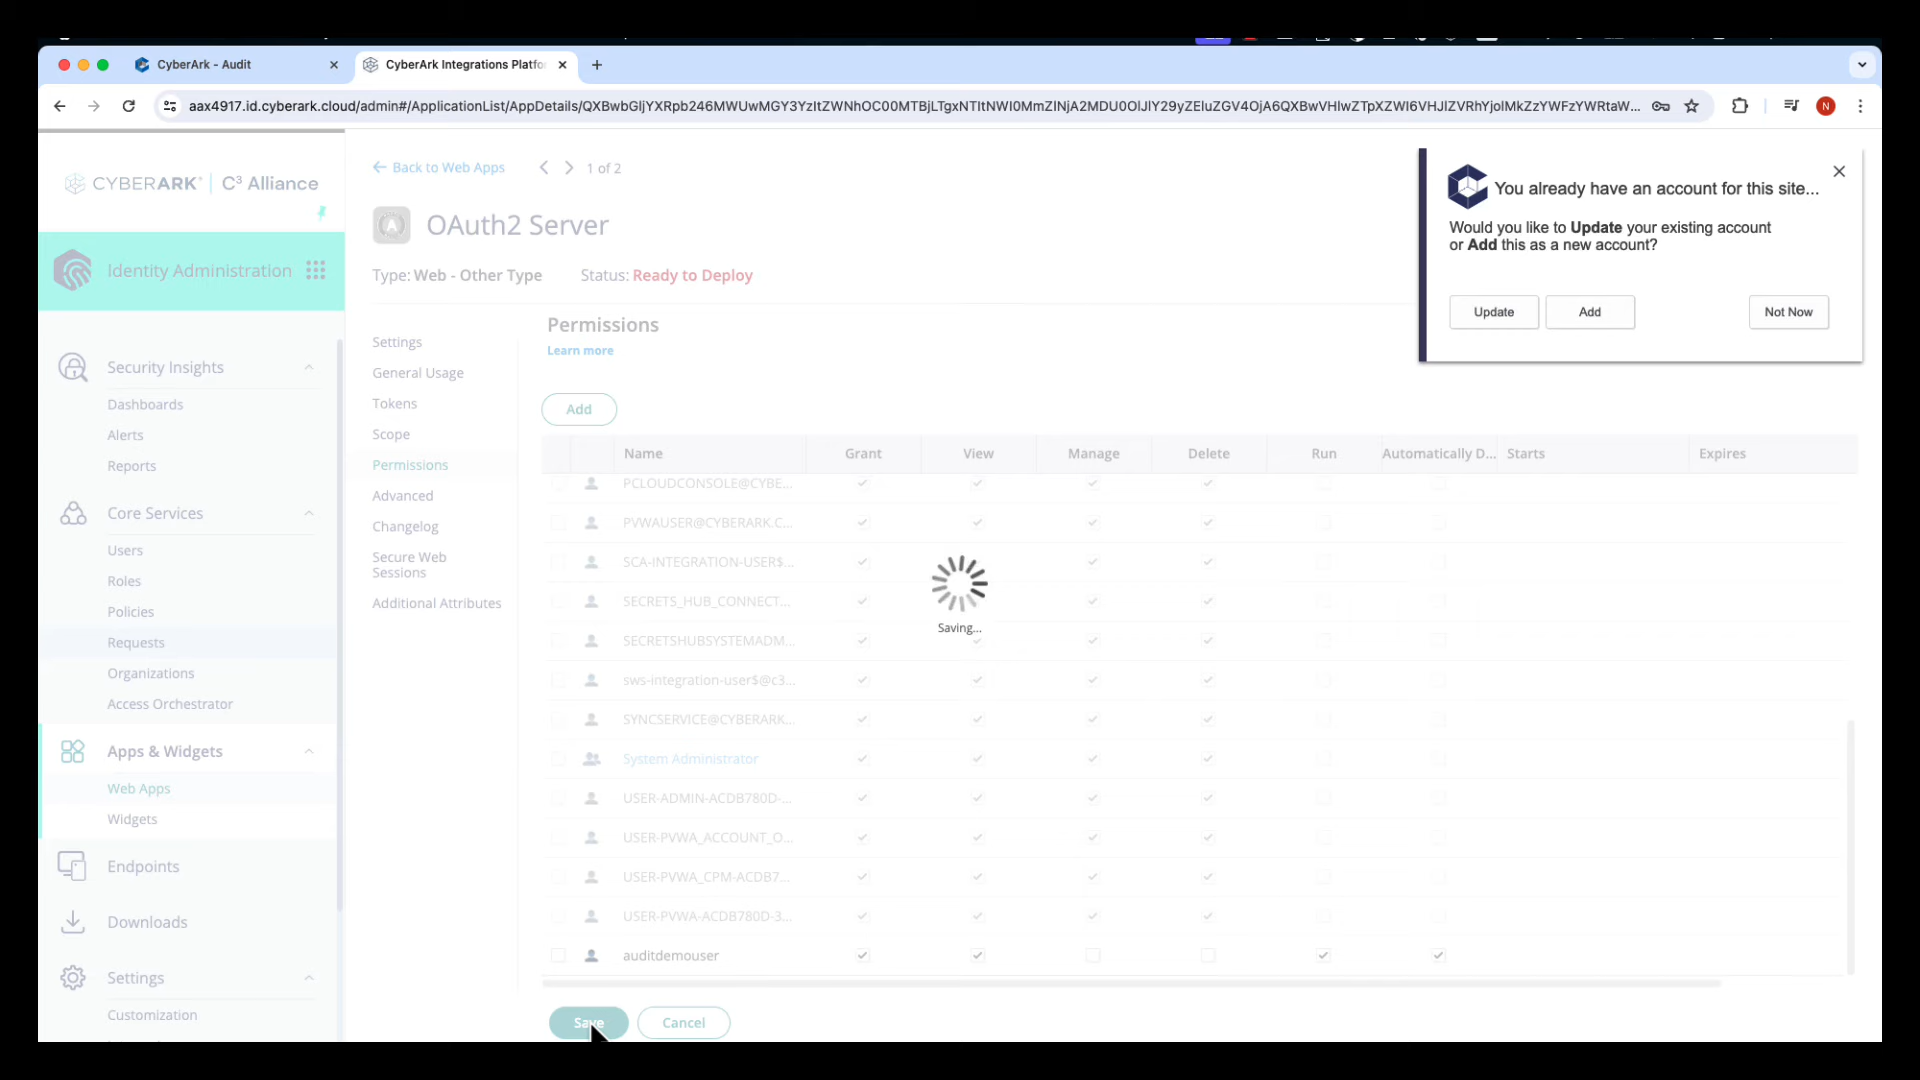 CyberArk - Audit
CyberArk Integrations Platfo
aax4917.id.cyberark.cloud/admin#/ApplicationList/AppDetails/
N
CYBERARK® | C³ Alliance
Identity Administration
Security Insights
Dashboards
Alerts
Reports
Core Services
Users
Roles
Policies
Requests
Organizations
Access Orchestrator
Apps & Widgets
Web Apps
Widgets
Endpoints
Downloads
Settings
Customization
Back to Web Apps
1 of 2
OAuth2 Server
Type: Web - Other Type Status: Ready to Deploy
Settings
General Usage
Tokens
Scope
Permissions
Advanced
Changelog
Secure Web
Sessions
Additional Attributes
Permissions
Learn more
Add
Name Grant View Manage Delete Run Automatically D... Starts Expires
PCLOUDCONSOLE@CYBE...
PVWAUSER@CYBERARK.C...
SCA-INTEGRATION-USER$...
SECRETS_HUB_CONNECT...
SECRETSHUBSYSTEMADM...
sws-integration-user$@c3...
SYNCSERVICE@CYBERARK...
System Administrator
USER-ADMIN-ACDB780D-...
USER-PVWA_ACCOUNT_O...
USER-PVWA_CPM-ACDB7...
USER-PVWA-ACDB780D-3...
auditdemouser
Saving...
Save
Cancel
You already have an account for this site...
Would you like to Update your existing account
or Add this as a new account?
Update
Add
Not Now